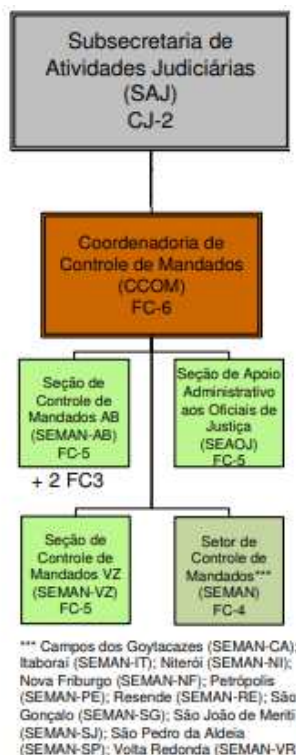 Subsecretaria de
Atividades Judiciárias
(SAJ)
CJ-2
Coordenadoria de
Controle de Mandados
(CCOM)
FC-6
Seção de
Controle de
Mandados AB
(SEMAN-AB)
FC-5
+ 2 FC3
Seção de Apoio
Administrativo
aos Oficiais de
Justiça
(SEAOJ)
FC-5
Seção de
Controle de
Mandados VZ
(SEMAN-VZ)
FC-5
Setor de
Controle de
Mandados***
(SEMAN)
FC-4
*** Campos dos Goytacazes (SEMAN-CA);
Itaboraí (SEMAN-IT); Niterói (SEMAN-NI);
Nova Friburgo (SEMAN-NF); Petrópolis
(SEMAN-PE); Resende (SEMAN-RE); São
Gonçalo (SEMAN-SG); São João de Meriti
(SEMAN-SJ); São Pedro da Aldeia
(SEMAN-SP); Volta Redonda (SEMAN-VR)